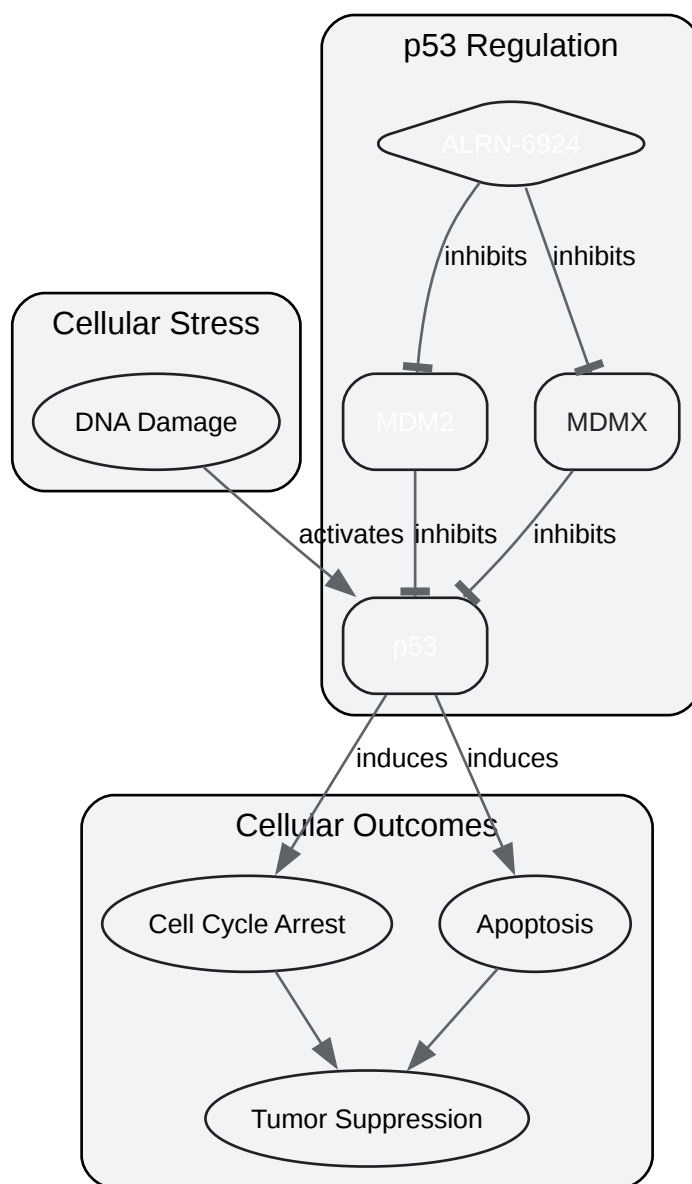 p53 Regulation
ALRN-6924
inhibits
inhibits
Cellular Stress
DNA Damage
MDM2
MDMX
activates
inhibits
inhibits
p53
induces
induces
Cellular Outcomes
Cell Cycle Arrest
Apoptosis
Tumor Suppression